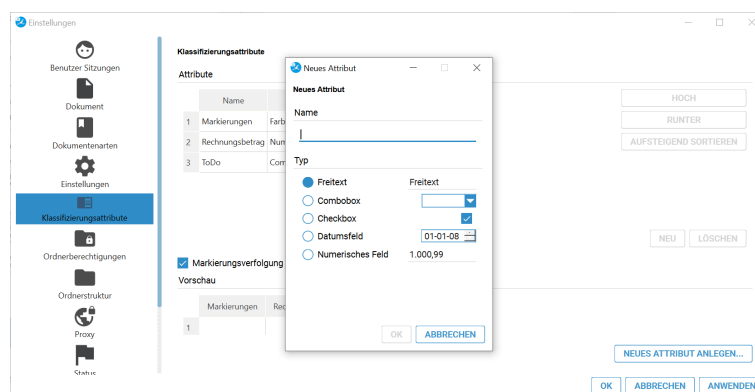 Einstellungen
Benutzer Sitzungen
Dokument
Dokumentenarten
Einstellungen
Klassifizierungsattribute
Ordnerberechtigungen
Ordnerstruktur
Proxy
Status
Klassifizierungsattribute
Attribute
Name
1 Markierungen Farb
2 Rechnungsbetrag Num
3 ToDo Com
HOCH
RUNTER
AUFSTEIGEND SORTIEREN
NEU LÖSCHEN
Markierungsverfolgung
Vorschau
Markierungen Rec
1
NEUES ATTRIBUT ANLEGEN...
OK ABBRECHEN ANWENDEN
Neues Attribut
Neues Attribut
Name
Typ
Freitext Freitext
Combobox
Checkbox
Datumsfeld 01-01-08
Numerisches Feld 1.000,99
OK ABBRECHEN